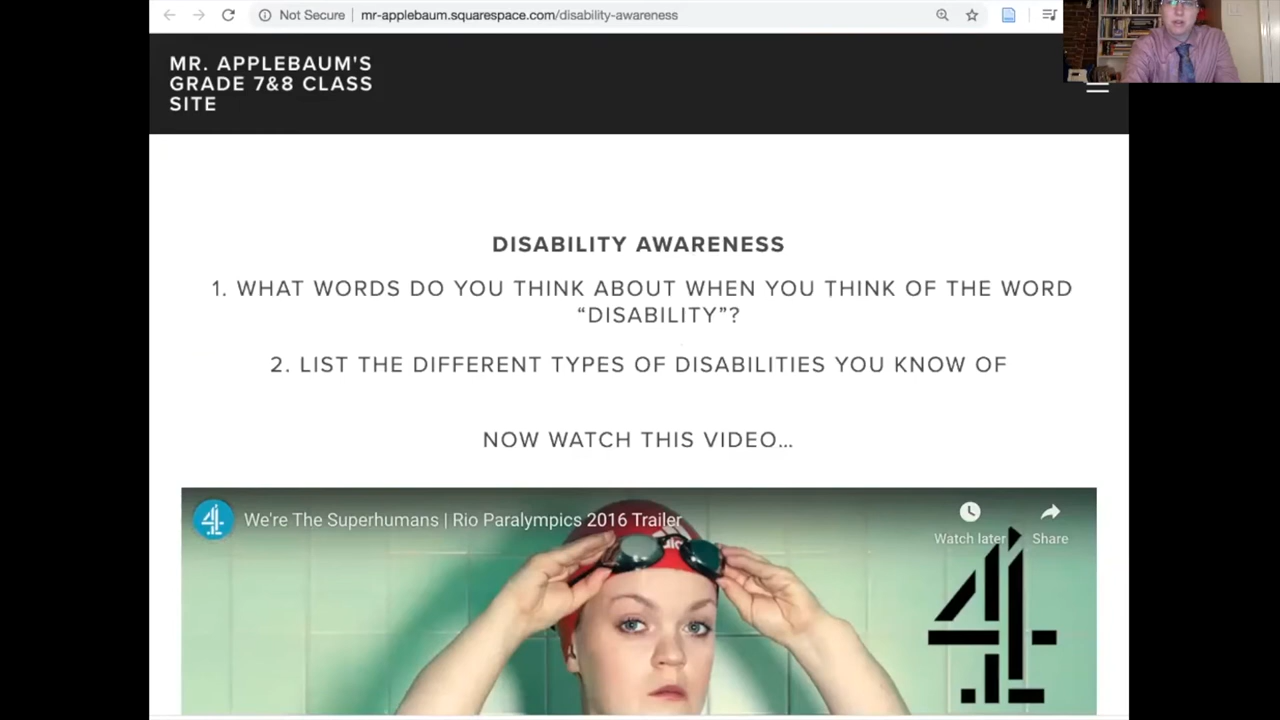 Not Secure | mr-applebaum.squarespace.com/disability-awareness
MR. APPLEBAUM'S
GRADE 7&8 CLASS
SITE
DISABILITY AWARENESS
1. WHAT WORDS DO YOU THINK ABOUT WHEN YOU THINK OF THE WORD
“DISABILITY”?
2. LIST THE DIFFERENT TYPES OF DISABILITIES YOU KNOW OF
NOW WATCH THIS VIDEO...
We're The Superhumans | Rio Paralympics 2016 Trailer
Watch later
Share